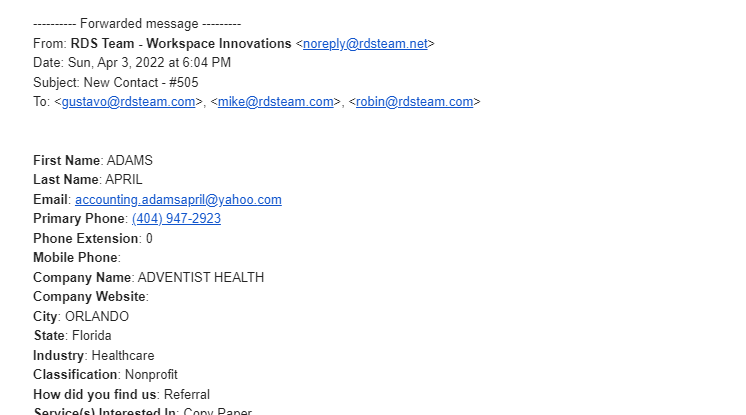 ---------- Forwarded message ---------
From: RDS Team - Workspace Innovations <noreply@rdsteam.net>
Date: Sun, Apr 3, 2022 at 6:04 PM
Subject: New Contact - #505
To: <gustavo@rdsteam.com>, <mike@rdsteam.com>, <robin@rdsteam.com>
First Name: ADAMS
Last Name: APRIL
Email: accounting.adamsapril@yahoo.com
Primary Phone: (404) 947-2923
Phone Extension: 0
Mobile Phone:
Company Name: ADVENTIST HEALTH
Company Website:
City: ORLANDO
State: Florida
Industry: Healthcare
Classification: Nonprofit
How did you find us: Referral
Service(s) Interested In: Copy Paper